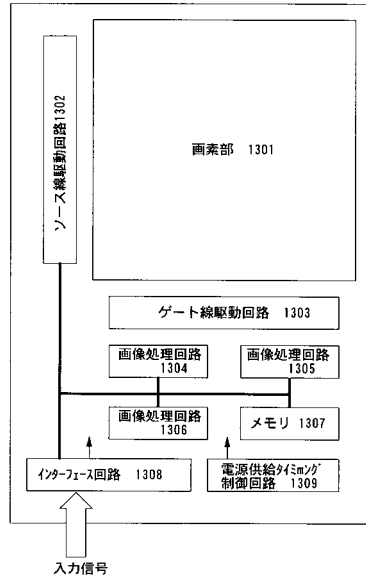 ソース線駆動回路1302
画素部 1301
ゲート線駆動回路 1303
画像処理回路
1304
画像処理回路
1305
画像処理回路
1306
メモリ 1307
インターフェース回路 1308
電源供給タイミング
制御回路 1309
入力信号